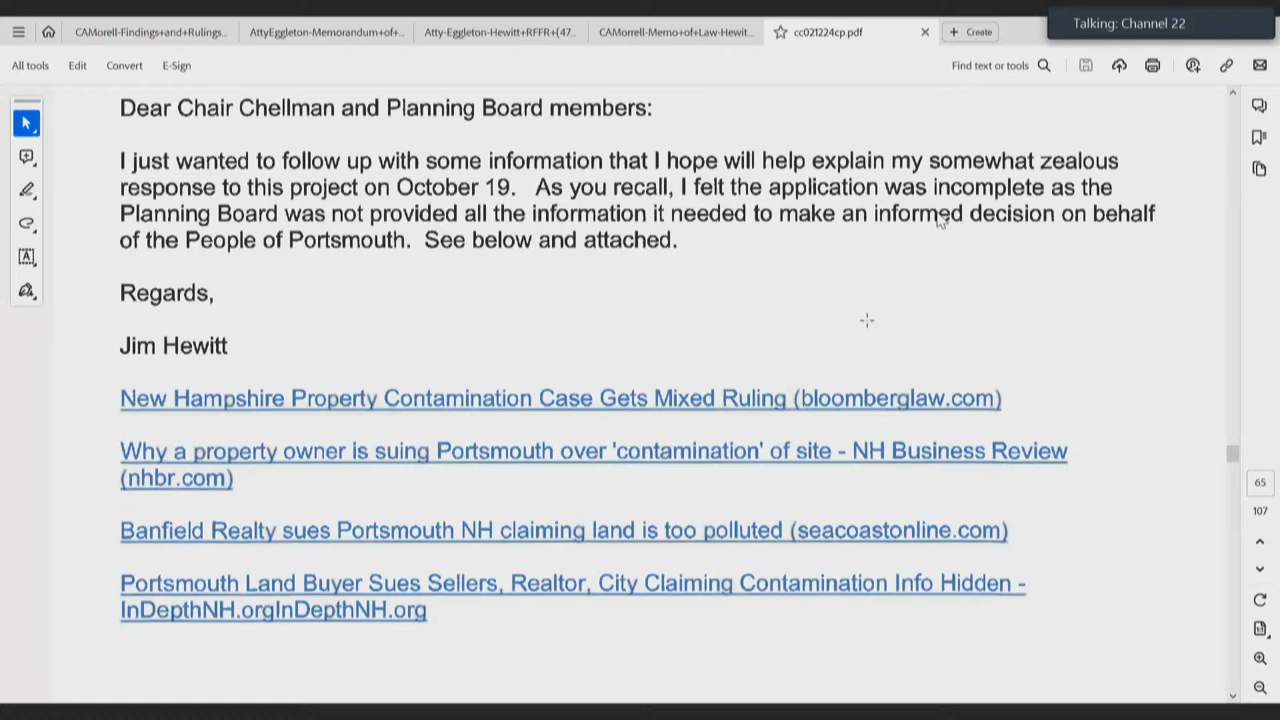 Talking: Channel 22
CAMorell-Findings+and+Rulings...
AttyEggleton-Memorandum+of+...
Atty-Eggleton-Hewitt+RFFR+(47...
CAMorrell-Memo+of+Law-Hewit...
cc021224cp.pdf
Create
All tools
Edit
Convert
E-Sign
Find text or tools
Dear Chair Chellman and Planning Board members:
I just wanted to follow up with some information that I hope will help explain my somewhat zealous
response to this project on October 19. As you recall, I felt the application was incomplete as the
Planning Board was not provided all the information it needed to make an informed decision on behalf
of the People of Portsmouth. See below and attached.
Regards,
Jim Hewitt
New Hampshire Property Contamination Case Gets Mixed Ruling (bloomberglaw.com)
Why a property owner is suing Portsmouth over 'contamination' of site - NH Business Review
(nhbr.com)
Banfield Realty sues Portsmouth NH claiming land is too polluted (seacoastonline.com)
Portsmouth Land Buyer Sues Sellers, Realtor, City Claiming Contamination Info Hidden -
InDepthNH.orgInDepthNH.org
65
107